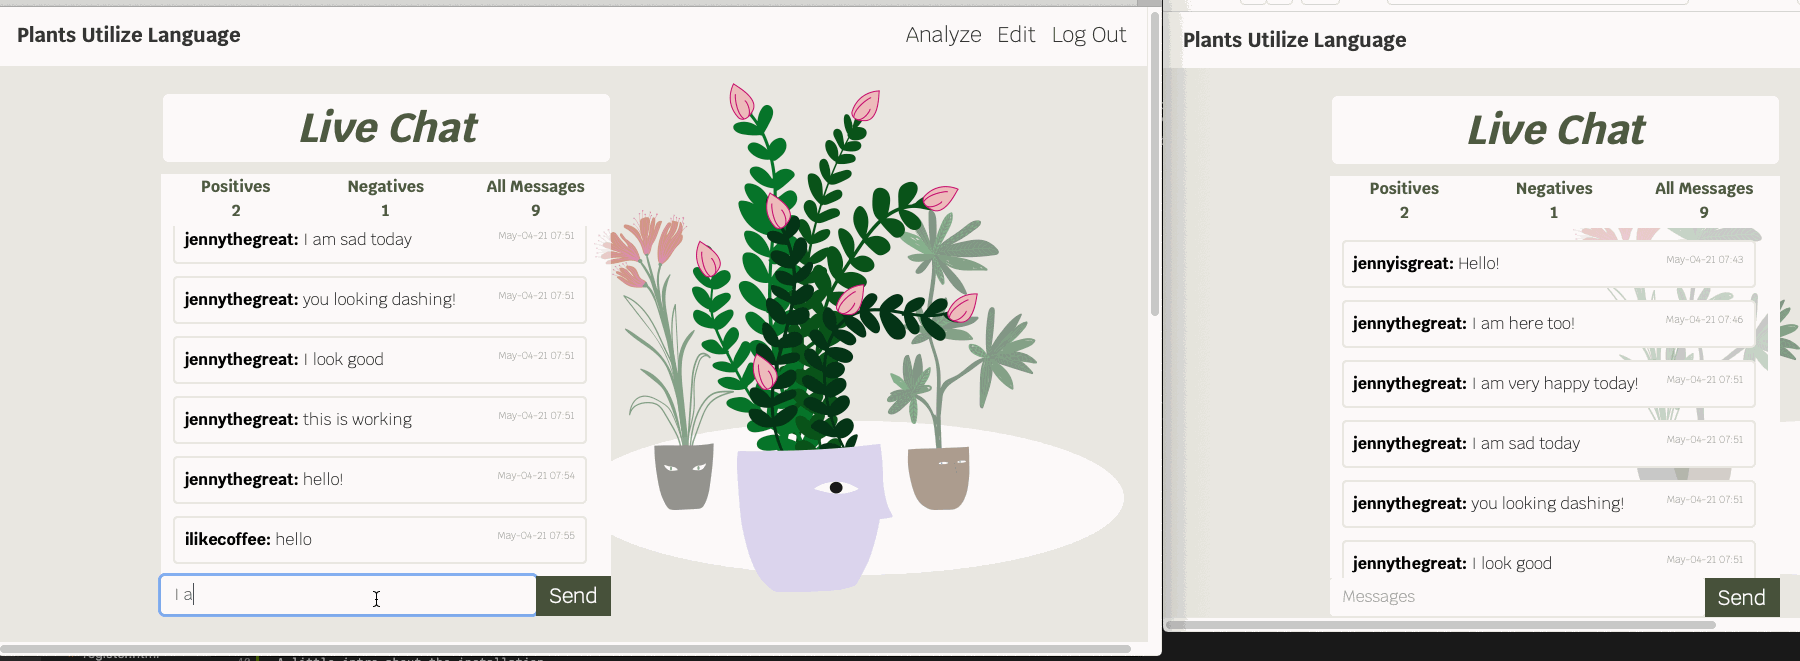 Plants Utilize Language
Analyze Edit Log Out
Live Chat
Positives Negatives All Messages
2 1 9
jennythegreat: I am sad today May-04-21 07:51
jennythegreat: you looking dashing! May-04-21 07:51
jennythegreat: I look good May-04-21 07:51
jennythegreat: this is working May-04-21 07:51
jennythegreat: hello! May-04-21 07:54
ilikecoffee: hello May-04-21 07:55
I a
Send
Plants Utilize Language
Live Chat
Positives Negatives All Messages
2 1 9
jennyisgreat: Hello! May-04-21 07:43
jennythegreat: I am here too! May-04-21 07:46
jennythegreat: I am very happy today! May-04-21 07:51
jennythegreat: I am sad today May-04-21 07:51
jennythegreat: you looking dashing! May-04-21 07:51
jennythegreat: I look good May-04-21 07:51
Messages Send